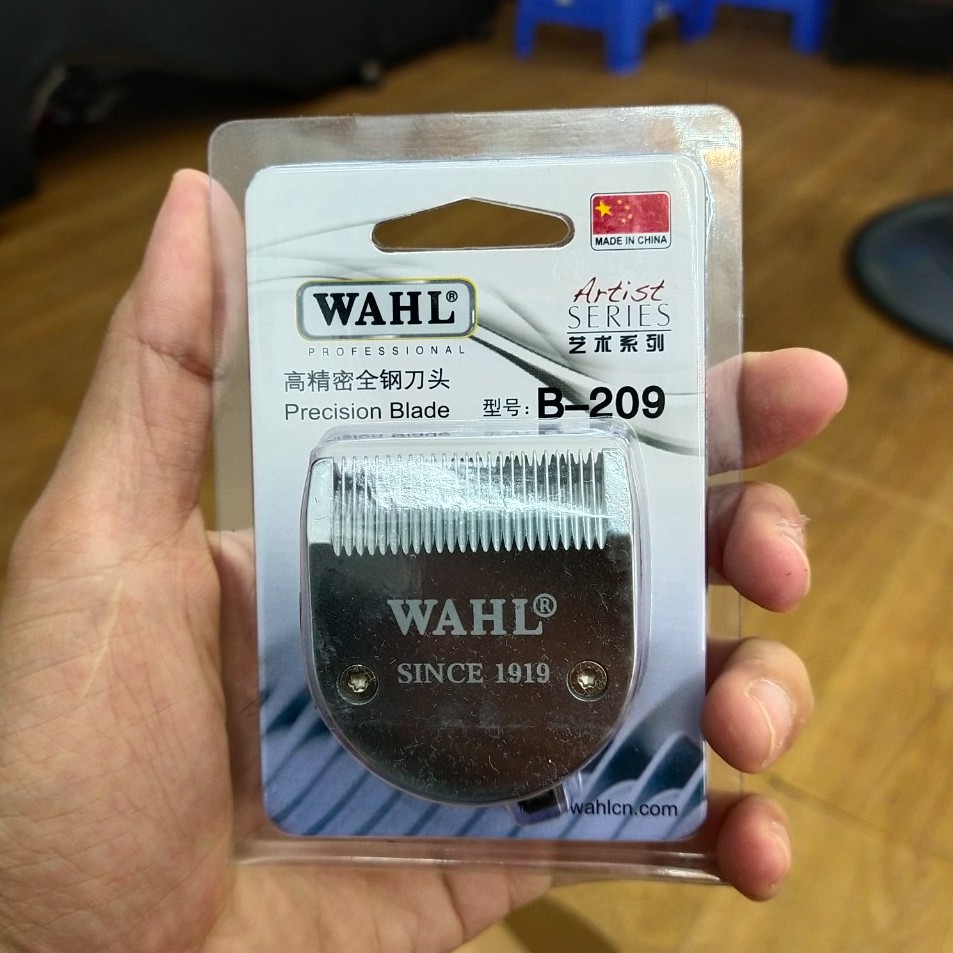 MADE IN CHINA
WAHL®
PROFESSIONAL
Artist
SERIES
艺术系列
高精密全钢刀头
Precision Blade
型号: B-209
WAHL®
SINCE 1919
wahlcn.com